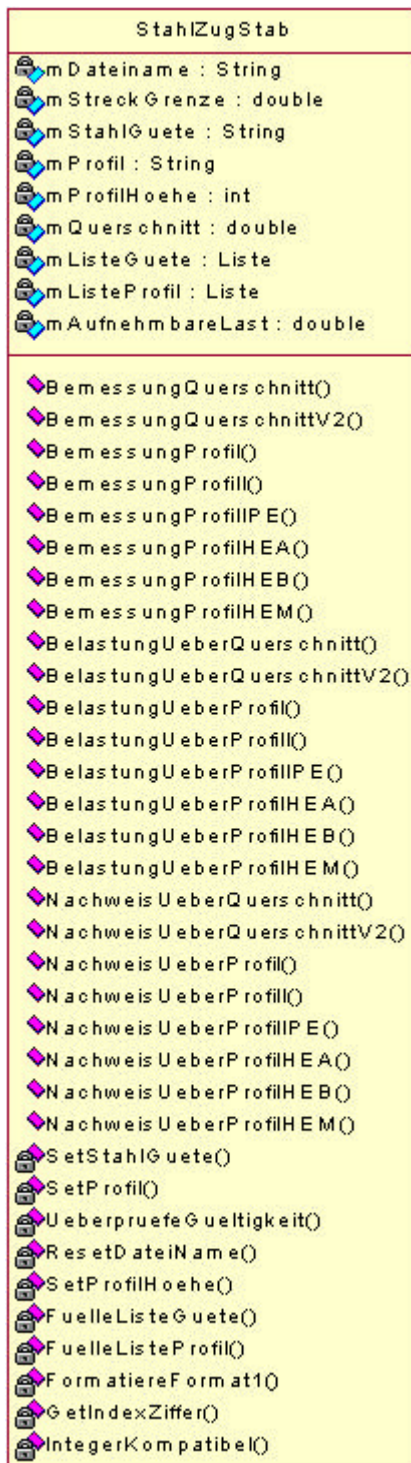 StahlZugStab
mDateiname : String
mStreckGrenze : double
mStahlGuete : String
mProfil : String
mProfilHoehe : int
mQuerschnitt : double
mListeGuete : Liste
mListeProfil : Liste
mAufnehmbareLast : double
BemessungQuerschnitt()
BemessungQuerschnittV2()
BemessungProfil()
BemessungProfilI()
BemessungProfilIPE()
BemessungProfilHEA()
BemessungProfilHEB()
BemessungProfilHEM()
BelastungUeberQuerschnitt()
BelastungUeberQuerschnittV2()
BelastungUeberProfil()
BelastungUeberProfilI()
BelastungUeberProfilIPE()
BelastungUeberProfilHEA()
BelastungUeberProfilHEB()
BelastungUeberProfilHEM()
NachweisUeberQuerschnitt()
NachweisUeberQuerschnittV2()
NachweisUeberProfil()
NachweisUeberProfilI()
NachweisUeberProfilIPE()
NachweisUeberProfilHEA()
NachweisUeberProfilHEB()
NachweisUeberProfilHEM()
SetStahlGuete()
SetProfil()
UeberpruefeGueltigkeit()
ResetDateiName()
SetProfilHoehe()
FuelleListeGuete()
FuelleListeProfil()
FormatiereFormat1()
GetIndexZiffer()
IntegerKompatibel()